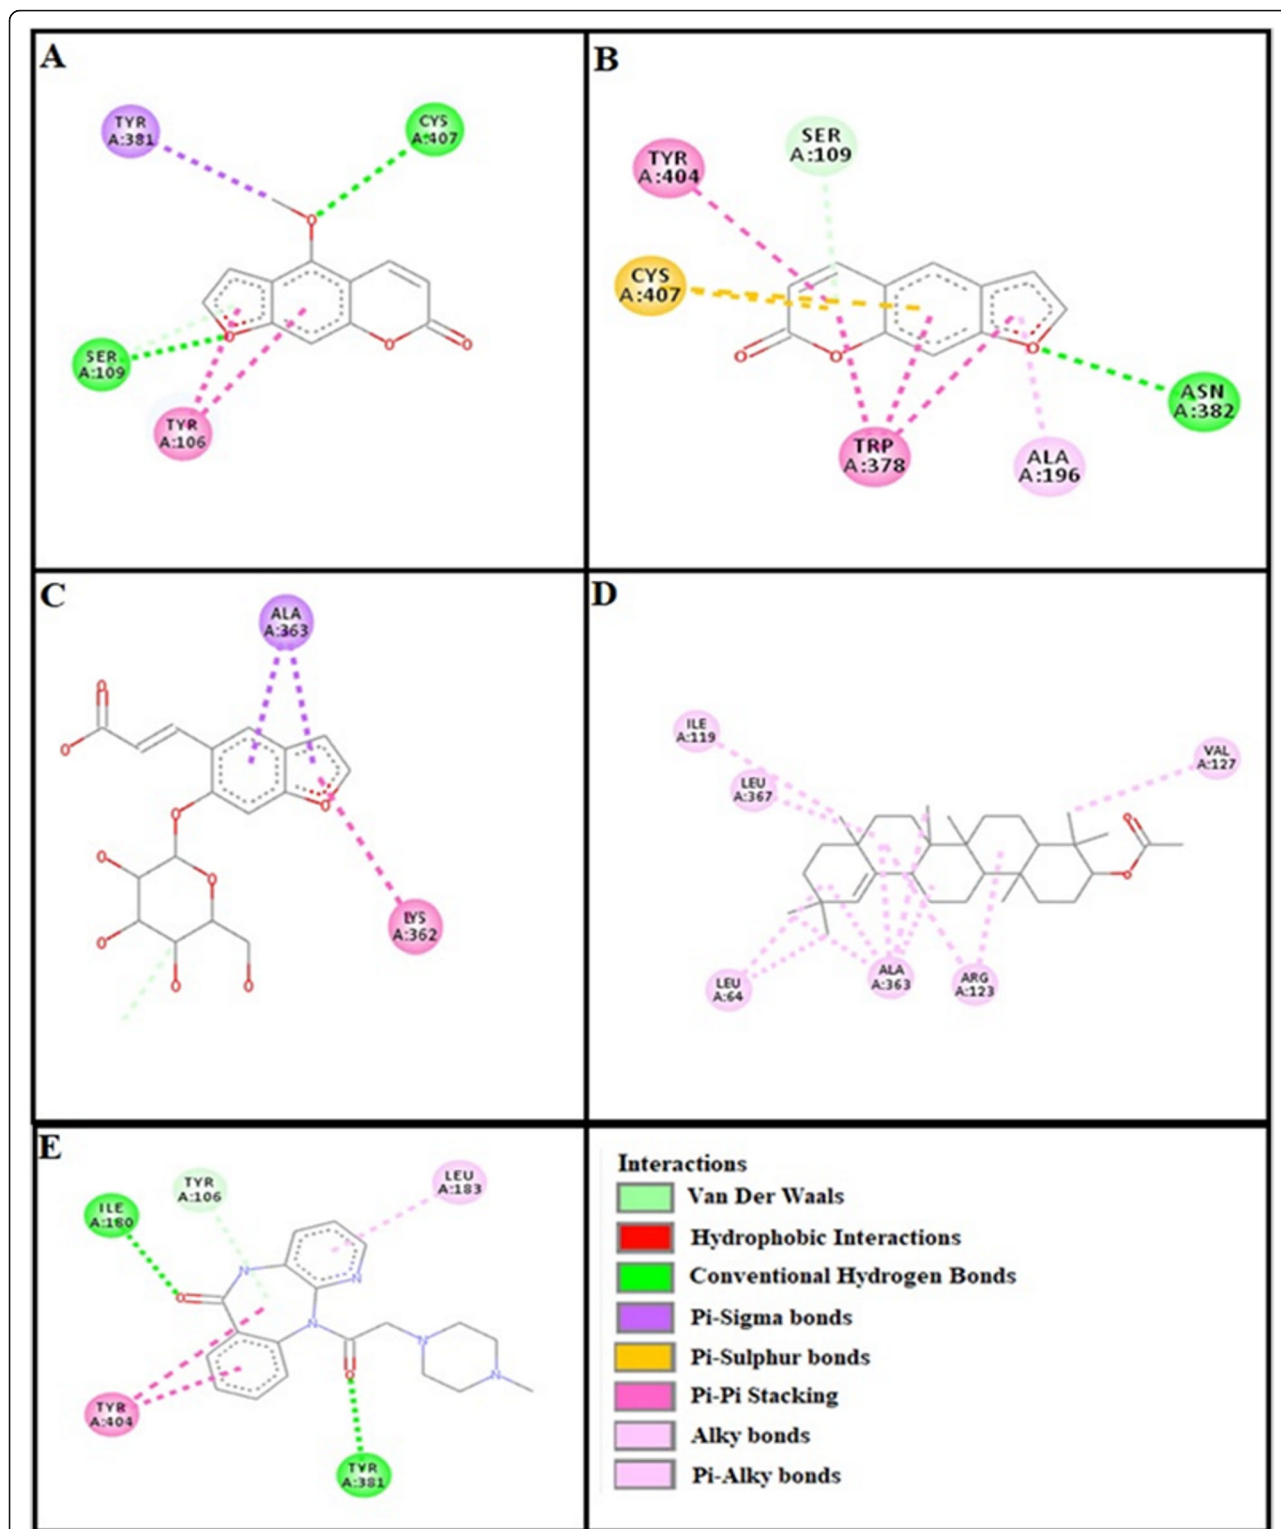 A
TYR
A:381
CYS
A:407
O
O
O
O
SER
A:109
TYR
A:106
B
SER
A:109
TYR
A:404
CYS
A:407
O
O
O
ASN
A:382
TRP
A:378
ALA
A:196
C
ALA
A:363
O
O
O
O
O
O
O
O
O
LYS
A:362
D
ILE
A:119
VAL
A:127
LEU
A:367
O
O
LEU
A:64
ALA
A:363
ARG
A:123
E
TYR
A:106
LEU
A:183
ILE
A:180
N
N
O
N
N
O
N
TYR
A:404
TYR
A:381
Interactions
Van Der Waals
Hydrophobic Interactions
Conventional Hydrogen Bonds
Pi-Sigma bonds
Pi-Sulphur bonds
Pi-Pi Stacking
Alky bonds
Pi-Alky bonds